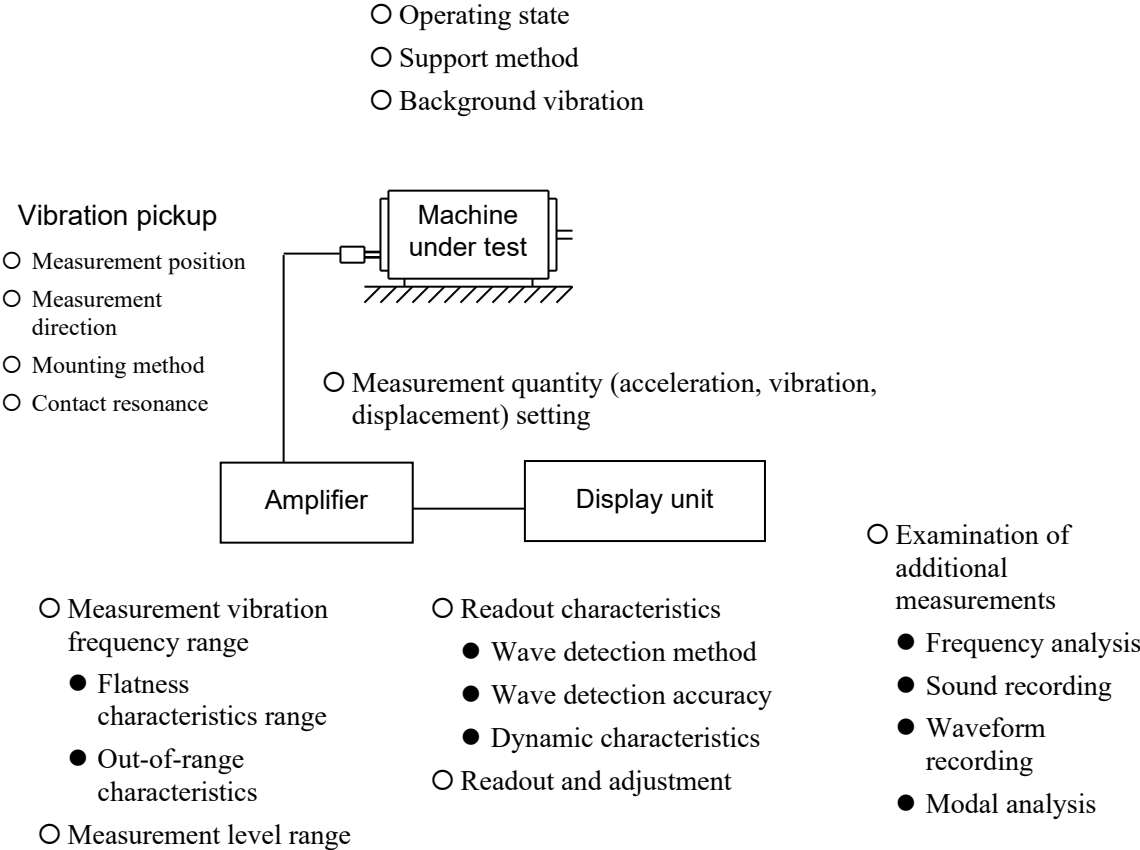 ○ Operating state
○ Support method
○ Background vibration
Machine
under test
Vibration pickup
○ Measurement position
○ Measurement
direction
○ Mounting method
○ Contact resonance
○ Measurement quantity (acceleration, vibration,
displacement) setting
Amplifier
Display unit
○ Measurement vibration
frequency range
● Flatness
characteristics range
● Out-of-range
characteristics
○ Measurement level range
○ Readout characteristics
● Wave detection method
● Wave detection accuracy
● Dynamic characteristics
○ Readout and adjustment
○ Examination of
additional
measurements
● Frequency analysis
● Sound recording
● Waveform
recording
● Modal analysis